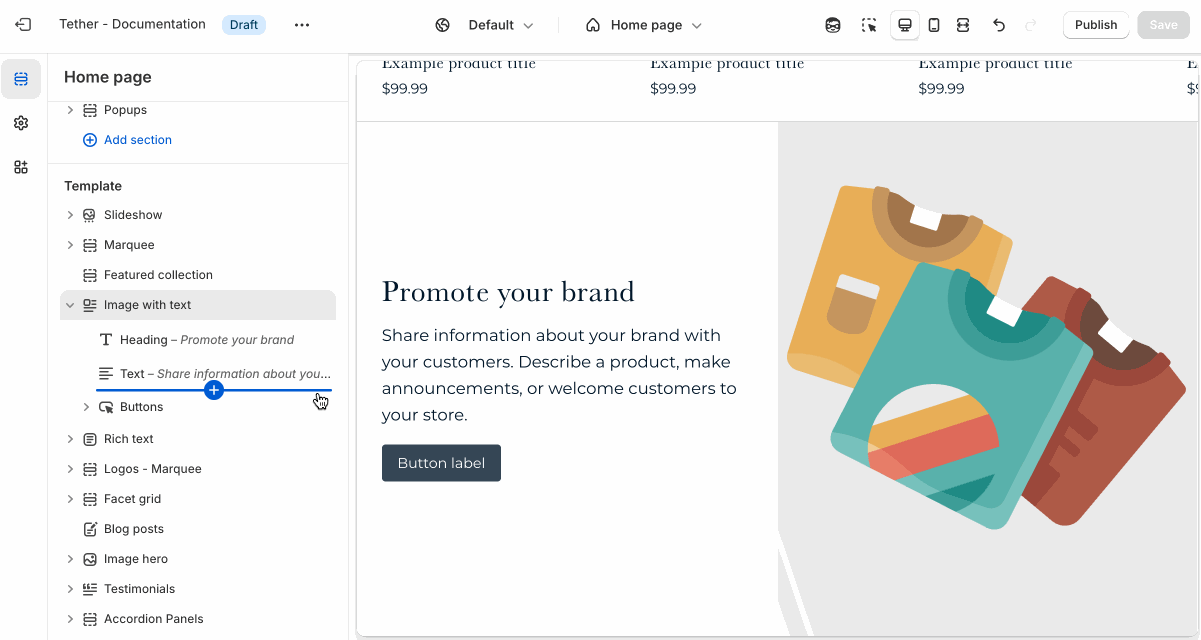 Tether - Documentation
Draft
Default
Home page
Publish
Save
Home page
Popups
Add section
Template
Slideshow
Marquee
Featured collection
Image with text
Heading – Promote your brand
Text – Share information about you...
Buttons
Rich text
Logos - Marquee
Facet grid
Blog posts
Image hero
Testimonials
Accordion Panels
Example product title
$99.99
Example product title
$99.99
Example product title
$99.99
Promote your brand
Share information about your brand with
your customers. Describe a product, make
announcements, or welcome customers to
your store.
Button label